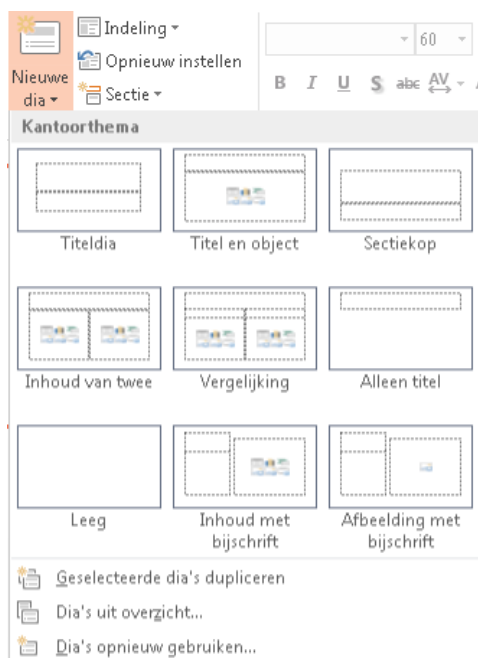 Nieuwe
dia
Indeling
Opnieuw instellen
Sectie
60
B I U S abc AV
Kantoorthema
Titeldia
Titel en object
Sectiekop
Inhoud van twee
Vergelijking
Alleen titel
Leeg
Inhoud met
bijschrift
Afbeelding met
bijschrift
Geselecteerde dia's dupliceren
Dia's uit overzicht...
Dia's opnieuw gebruiken...